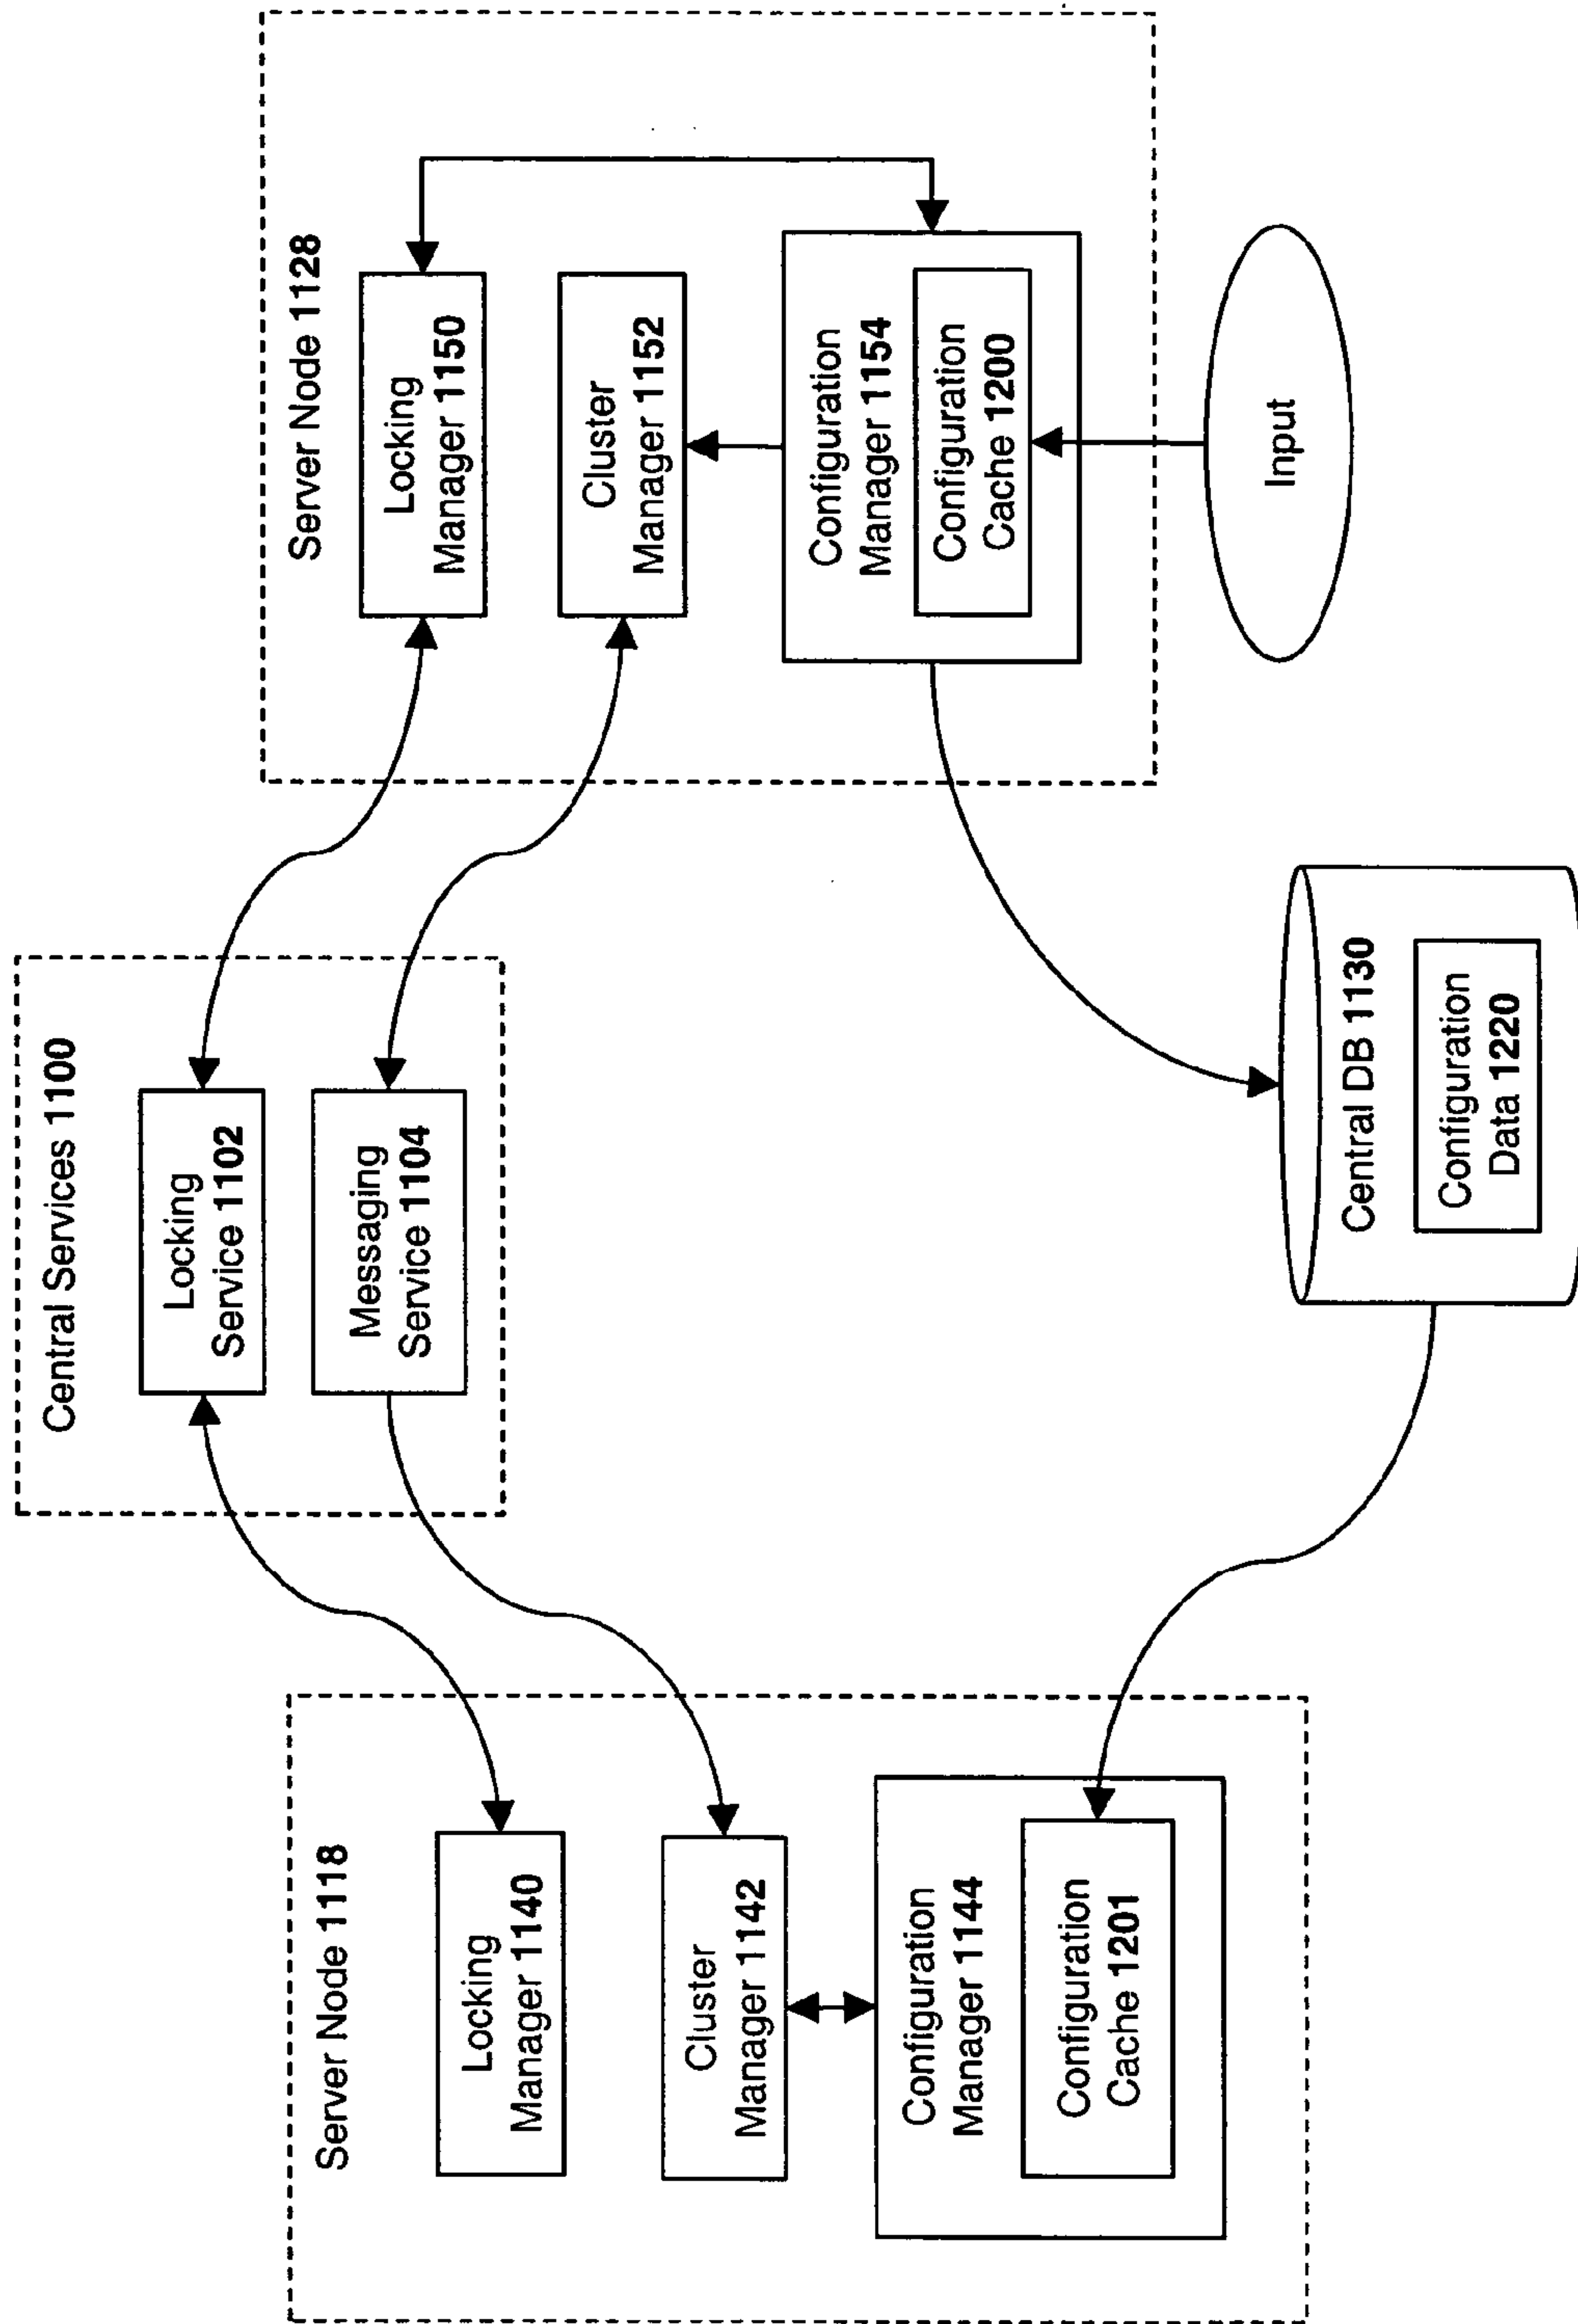 Central Services 1100
Locking
Service 1102
Messaging
Service 1104
Server Node 1118
Locking
Manager 1140
Cluster
Manager 1142
Configuration
Manager 1144
Configuration
Cache 1201
Server Node 1128
Locking
Manager 1150
Cluster
Manager 1152
Configuration
Manager 1154
Configuration
Cache 1200
Central DB 1130
Configuration
Data 1220
Input